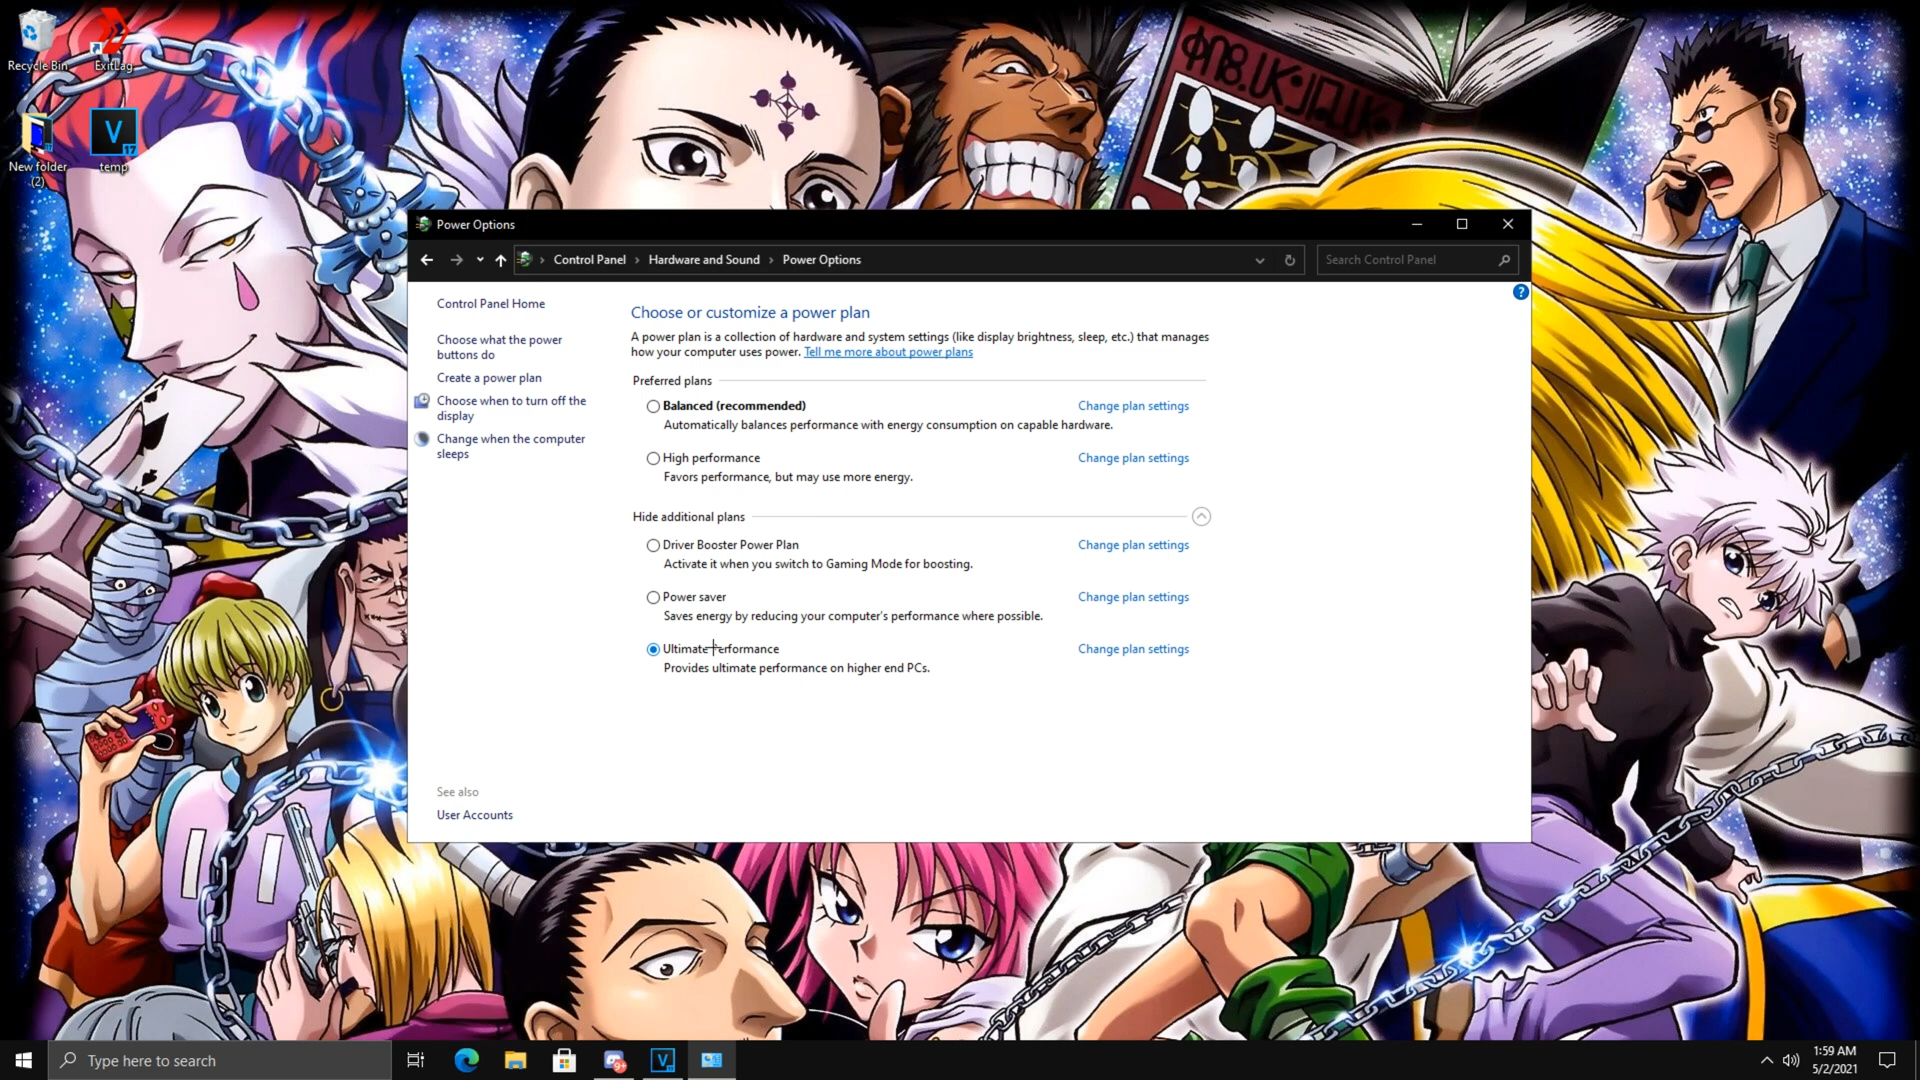 Recycle Bin
ExitLag
New folder
(2)
temp
V
17
Power Options
Control Panel
Hardware and Sound
Power Options
Search Control Panel
Control Panel Home
Choose what the power
buttons do
Create a power plan
Choose when to turn off the
display
Change when the computer
sleeps
See also
User Accounts
?
Choose or customize a power plan
A power plan is a collection of hardware and system settings (like display brightness, sleep, etc.) that manages
how your computer uses power. Tell me more about power plans
Preferred plans
Balanced (recommended) Change plan settings
Automatically balances performance with energy consumption on capable hardware.
High performance Change plan settings
Favors performance, but may use more energy.
Hide additional plans
Driver Booster Power Plan Change plan settings
Activate it when you switch to Gaming Mode for boosting.
Power saver Change plan settings
Saves energy by reducing your computer's performance where possible.
Ultimate Performance Change plan settings
Provides ultimate performance on higher end PCs.
Type here to search
9+
V
1:59 AM
5/2/2021